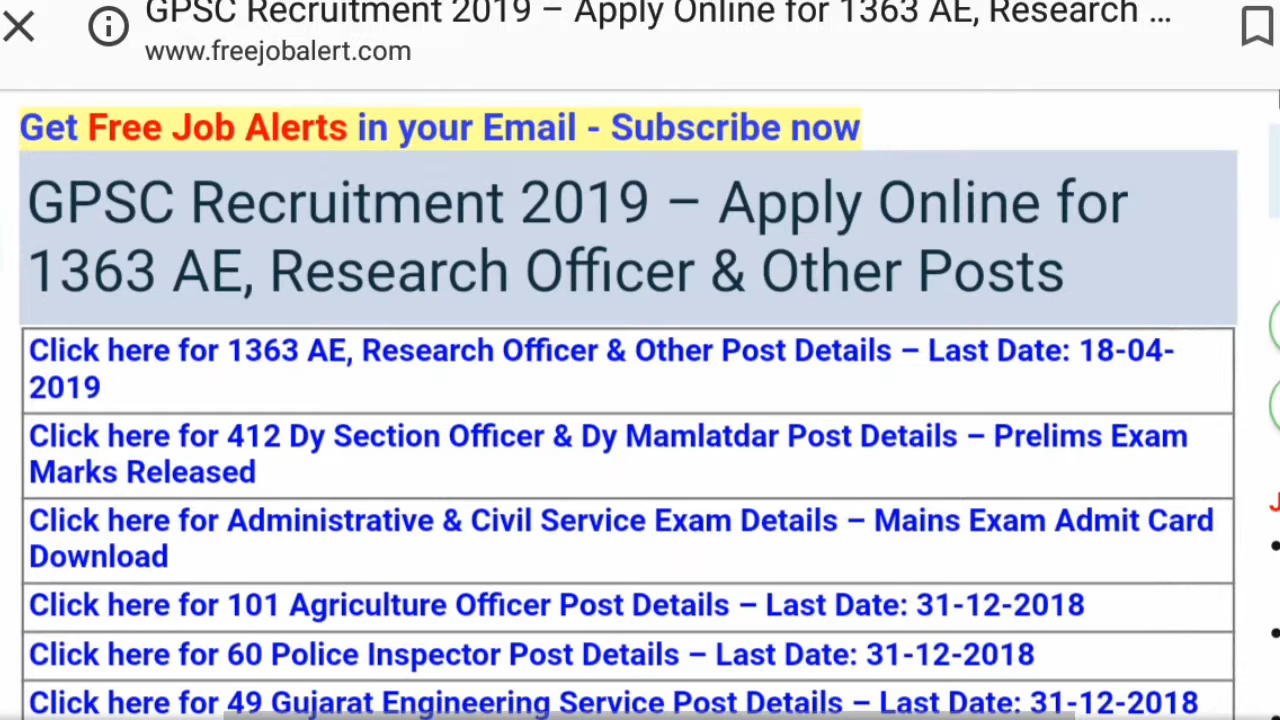 GPSC Recruitment 2019 – Apply Online for 1363 AE, Research ...
www.freejobalert.com
Get Free Job Alerts in your Email - Subscribe now
GPSC Recruitment 2019 – Apply Online for
1363 AE, Research Officer & Other Posts
Click here for 1363 AE, Research Officer & Other Post Details – Last Date: 18-04-
2019
Click here for 412 Dy Section Officer & Dy Mamlatdar Post Details – Prelims Exam
Marks Released
Click here for Administrative & Civil Service Exam Details – Mains Exam Admit Card
Download
Click here for 101 Agriculture Officer Post Details – Last Date: 31-12-2018
Click here for 60 Police Inspector Post Details – Last Date: 31-12-2018
Click here for 49 Gujarat Engineering Service Post Details – Last Date: 31-12-2018